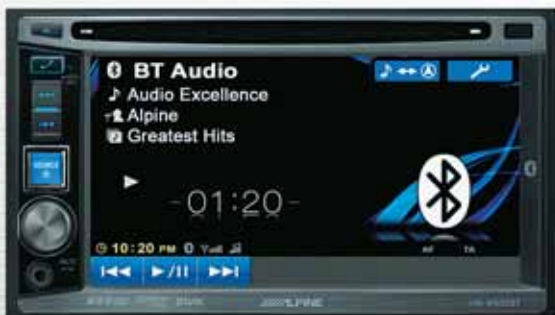 BT Audio
Audio Excellence
Alpine
Greatest Hits
01:20
10:20 PM
AF TA
SOURCE
ALPINE